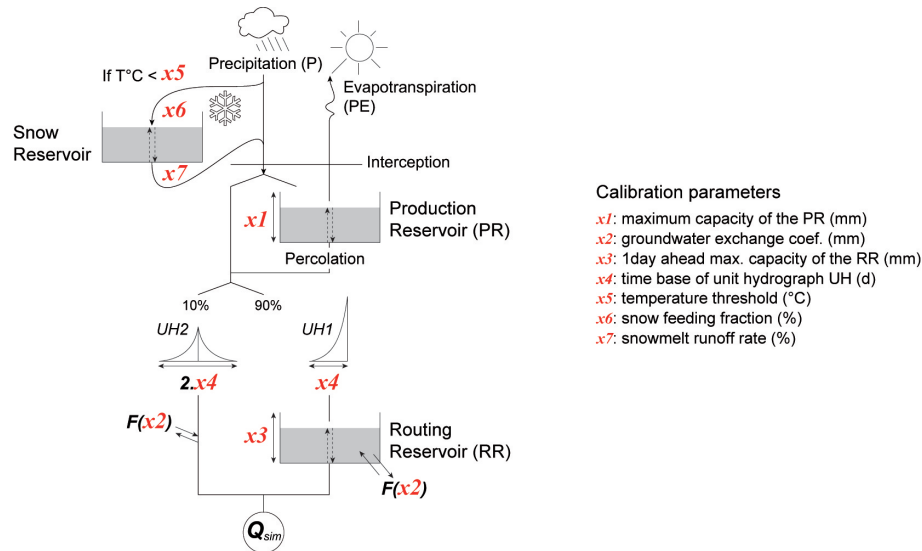 Precipitation (P)
If T°C < x5
Evapotranspiration
(PE)
x6
Snow
Reservoir
x7
Interception
x1
Production
Reservoir (PR)
Percolation
10%
90%
UH2
UH1
2.x4
x4
F(x2)
x3
Routing
Reservoir (RR)
F(x2)
Qsim
Calibration parameters
x1: maximum capacity of the PR (mm)
x2: groundwater exchange coef. (mm)
x3: 1day ahead max. capacity of the RR (mm)
x4: time base of unit hydrograph UH (d)
x5: temperature threshold (°C)
x6: snow feeding fraction (%)
x7: snowmelt runoff rate (%)